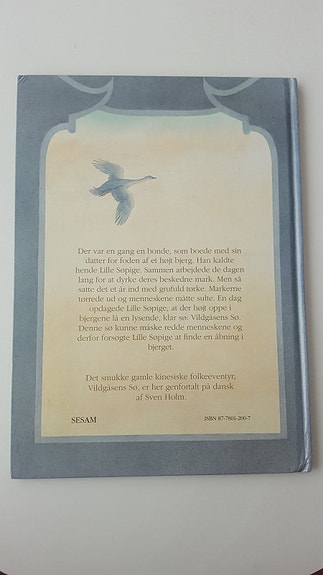 Der var en gang en bonde, som boede med sin
datter for foden af et højt bjerg. Han kaldte
hende Lille Søpige. Sammen arbejdede de dagen
lang for at dyrke deres beskedne mark. Men så
satte det et år ind med grufuld tørke. Markerne
tørrede ud og menneskene måtte sulte. En dag
opdagede Lille Søpige, at der højt oppe i
bjergene lå en lysende, klar sø: Vildgåsens Sø.
Denne sø kunne måske redde menneskene og
derfor forsøgte Lille Søpige at finde en åbning i
bjerget.
Det smukke gamle kinesiske folkeeventyr,
Vildgåsens Sø, er her genfortalt på dansk
af Sven Holm.
SESAM
ISBN 87-7801-200-7